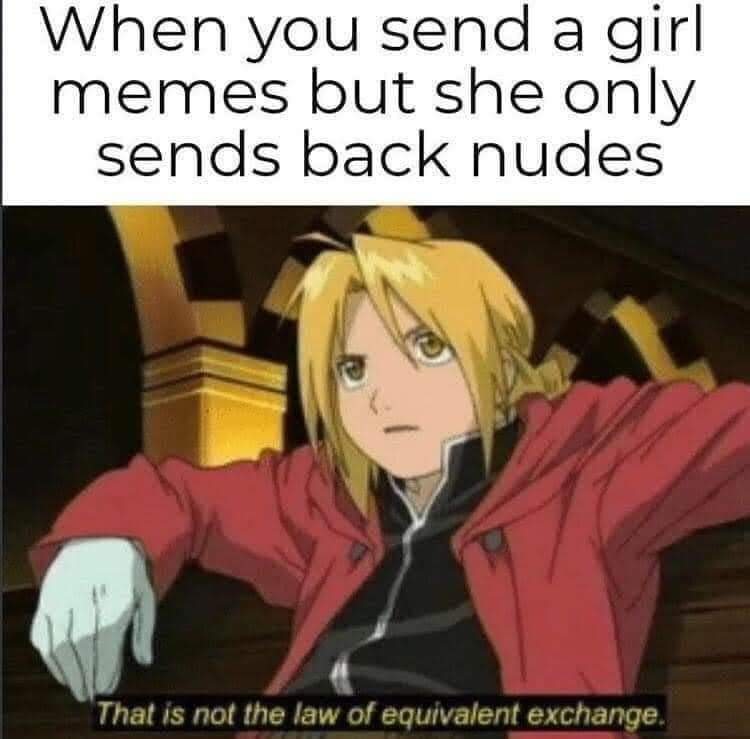 When you send a girl
memes but she only
sends back nudes
That is not the law of equivalent exchange.